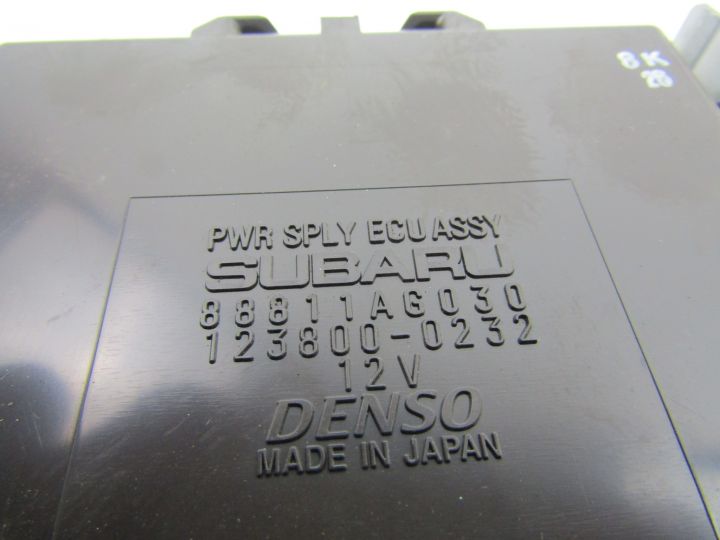 8K
28
PWR SPLY ECU ASSY
SUBARU
88811AG030
123800-0232
12V
DENSO
MADE IN JAPAN